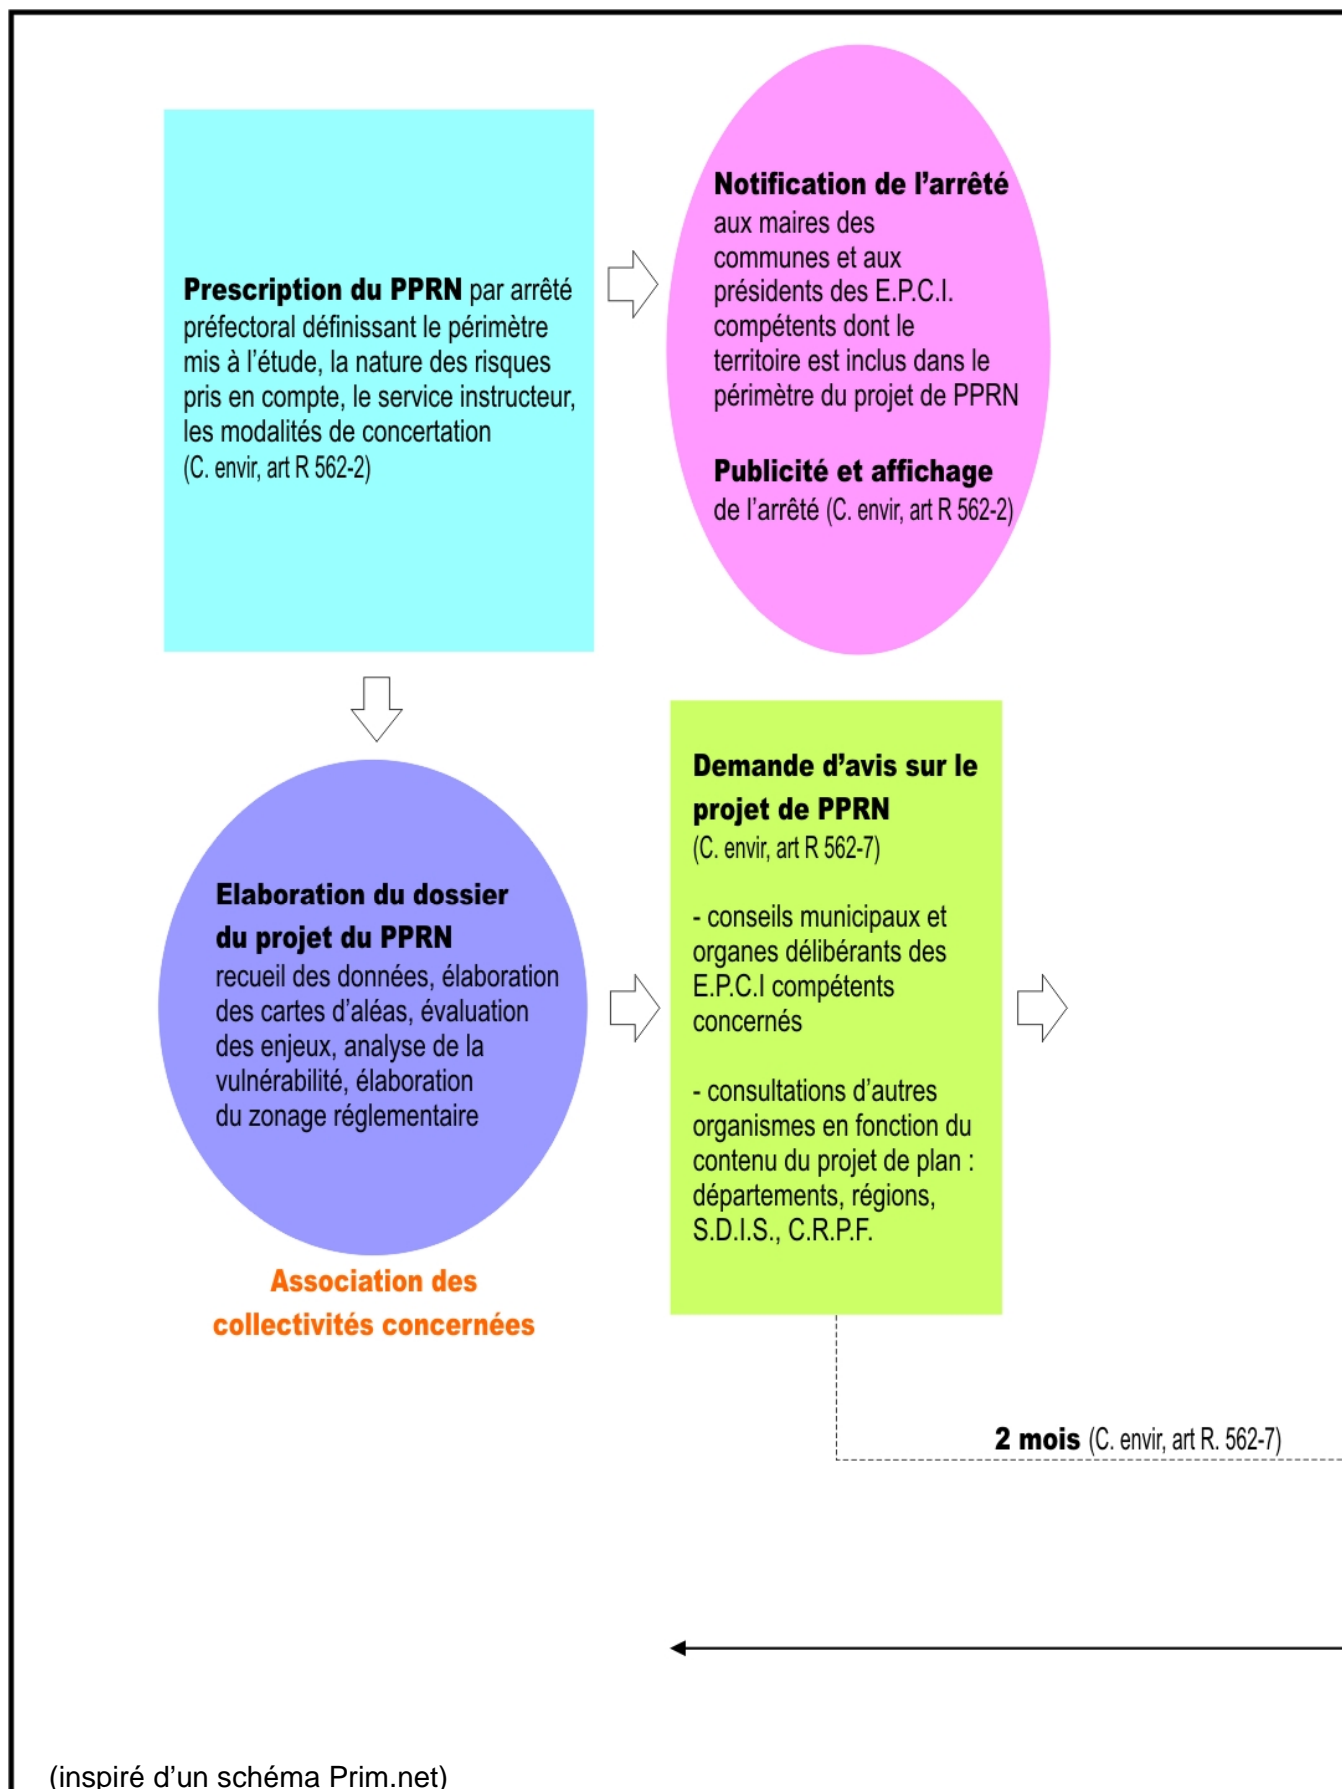 Prescription du PPRN par arrêté
préfectoral définissant le périmètre
mis à l’étude, la nature des risques
pris en compte, le service instructeur,
les modalités de concertation
(C. envir, art R 562-2)
Notification de l’arrêté
aux maires des
communes et aux
présidents des E.P.C.I.
compétents dont le
territoire est inclus dans le
périmètre du projet de PPRN
Publicité et affichage
de l’arrêté (C. envir, art R 562-2)
Elaboration du dossier
du projet du PPRN
recueil des données, élaboration
des cartes d’aléas, évaluation
des enjeux, analyse de la
vulnérabilité, élaboration
du zonage réglementaire
Association des
collectivités concernées
Demande d’avis sur le
projet de PPRN
(C. envir, art R 562-7)
- conseils municipaux et
organes délibérants des
E.P.C.I compétents
concernés
- consultations d’autres
organismes en fonction du
contenu du projet de plan :
départements, régions,
S.D.I.S., C.R.P.F.
2 mois (C. envir, art R. 562-7)
(inspiré d'un schéma Prim.net)